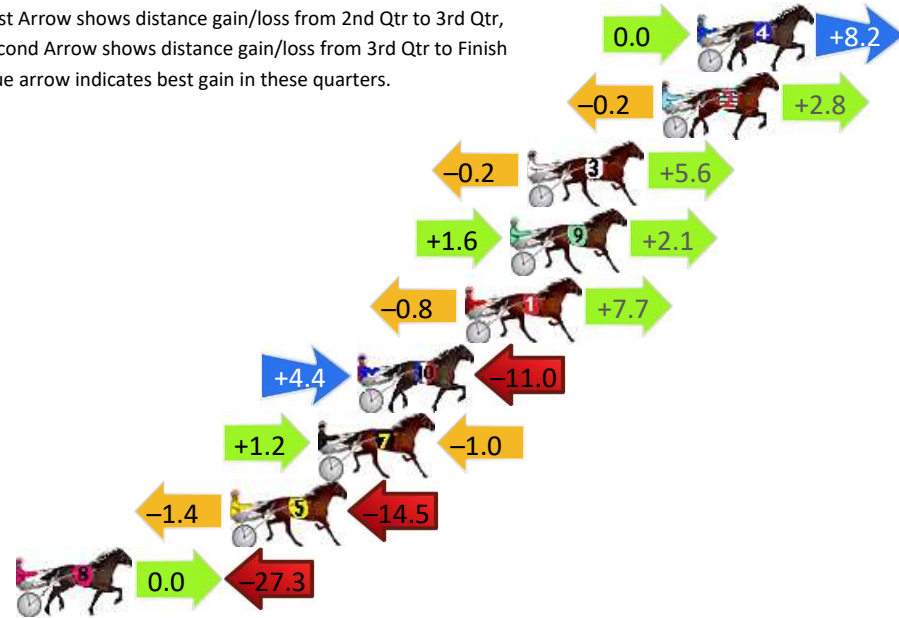 st Arrow shows distance gain/loss from 2nd Qtr to 3rd Qtr,
cond Arrow shows distance gain/loss from 3rd Qtr to Finish
ue arrow indicates best gain in these quarters.
0.0 4 +8.2
−0.2 2 +2.8
−0.2 3 +5.6
+1.6 9 +2.1
−0.8 1 +7.7
+4.4 10 −11.0
+1.2 7 −1.0
−1.4 5 −14.5
8 0.0 −27.3